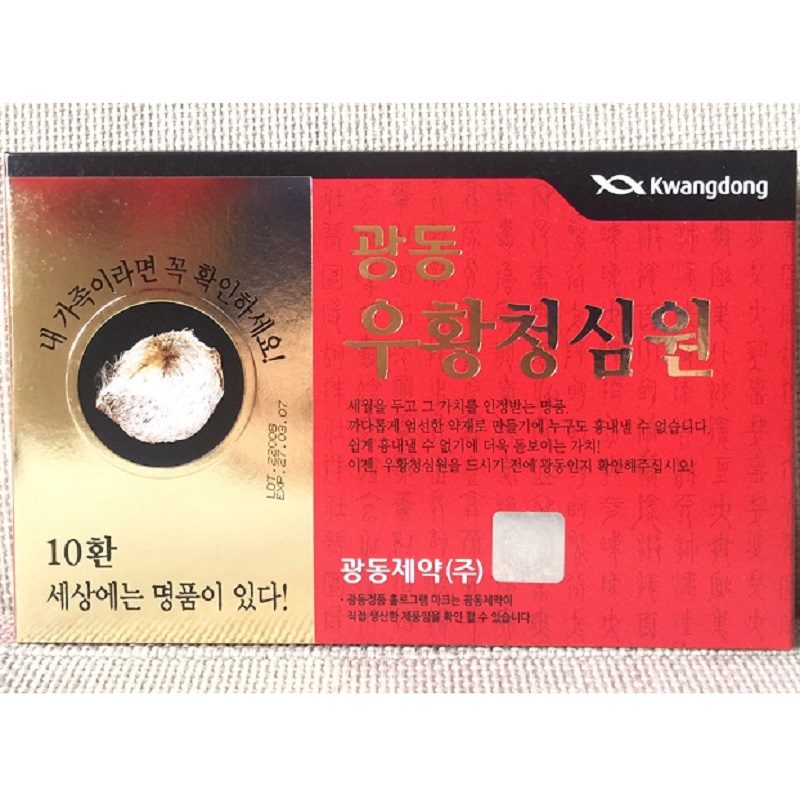 Kwangdong
내 가족이라면 꼭 확인하세요!
LOT : 22008
EXP : 27.03.07
10환
세상에는 명품이 있다!
광동
우황청심원
세월을 두고 그 가치를 인정받는 명품.
까다롭게 엄선한 약재로 만들기에 누구도 흉내낼 수 없습니다.
쉽게 흉내낼 수 없기에 더욱 돋보이는 가치!
이젠, 우황청심원을 드시기 전에 광동인지 확인해주십시오!
광동제약(주)
· 광동정품 홀로그램 마크는 광동제약이
직접 생산한 제품임을 확인 할 수 있습니다.